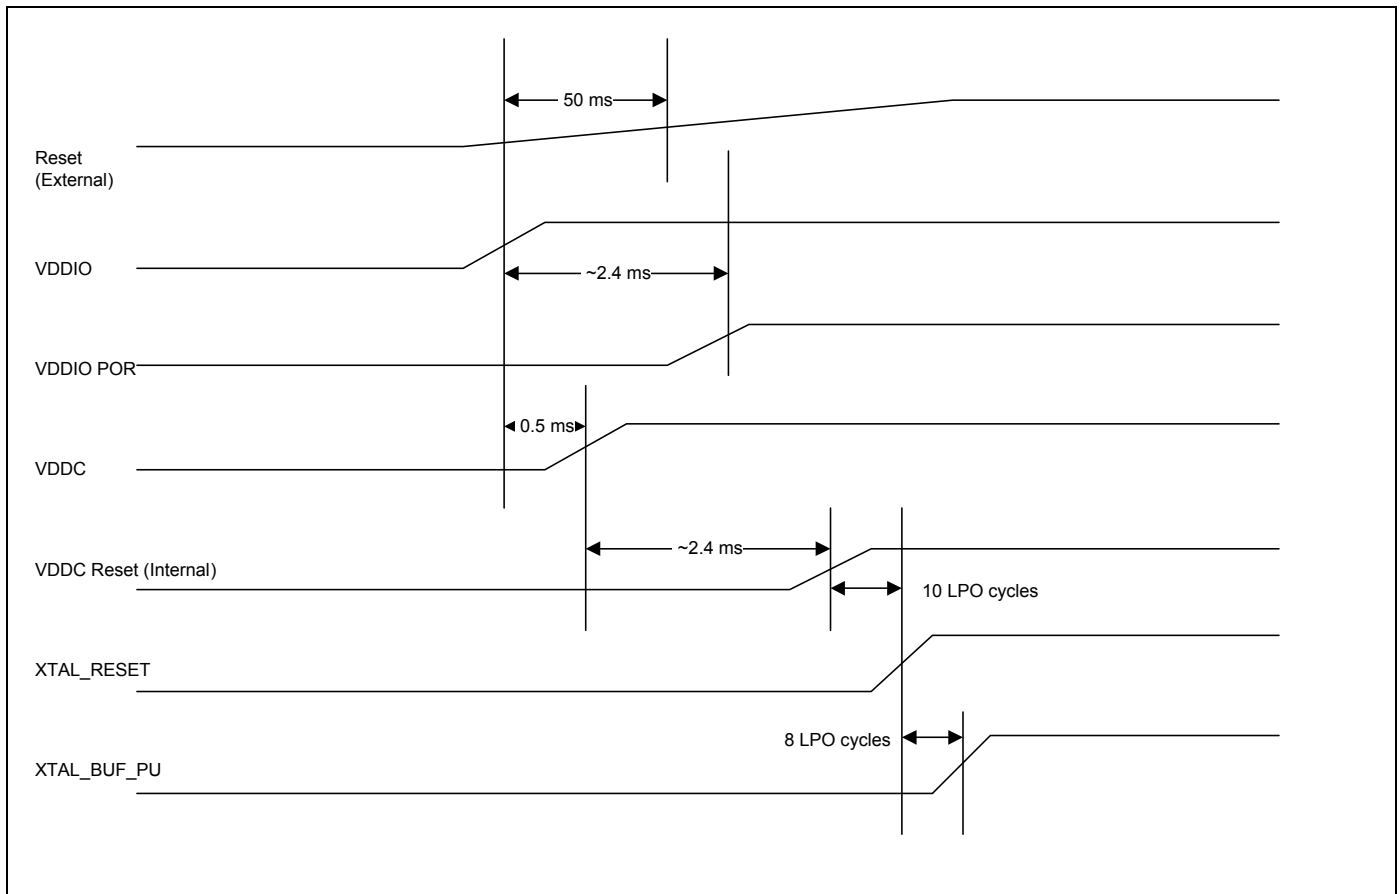 50 ms
Reset
(External)
VDDIO
~2.4 ms
VDDIO POR
0.5 ms
VDDC
~2.4 ms
VDDC Reset (Internal)
10 LPO cycles
XTAL_RESET
8 LPO cycles
XTAL_BUF_PU